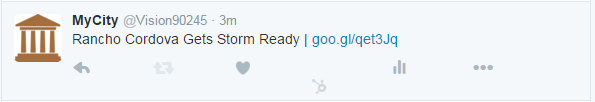 MyCity @Vision90245 · 3m
Rancho Cordova Gets Storm Ready | goo.gl/qet3Jq